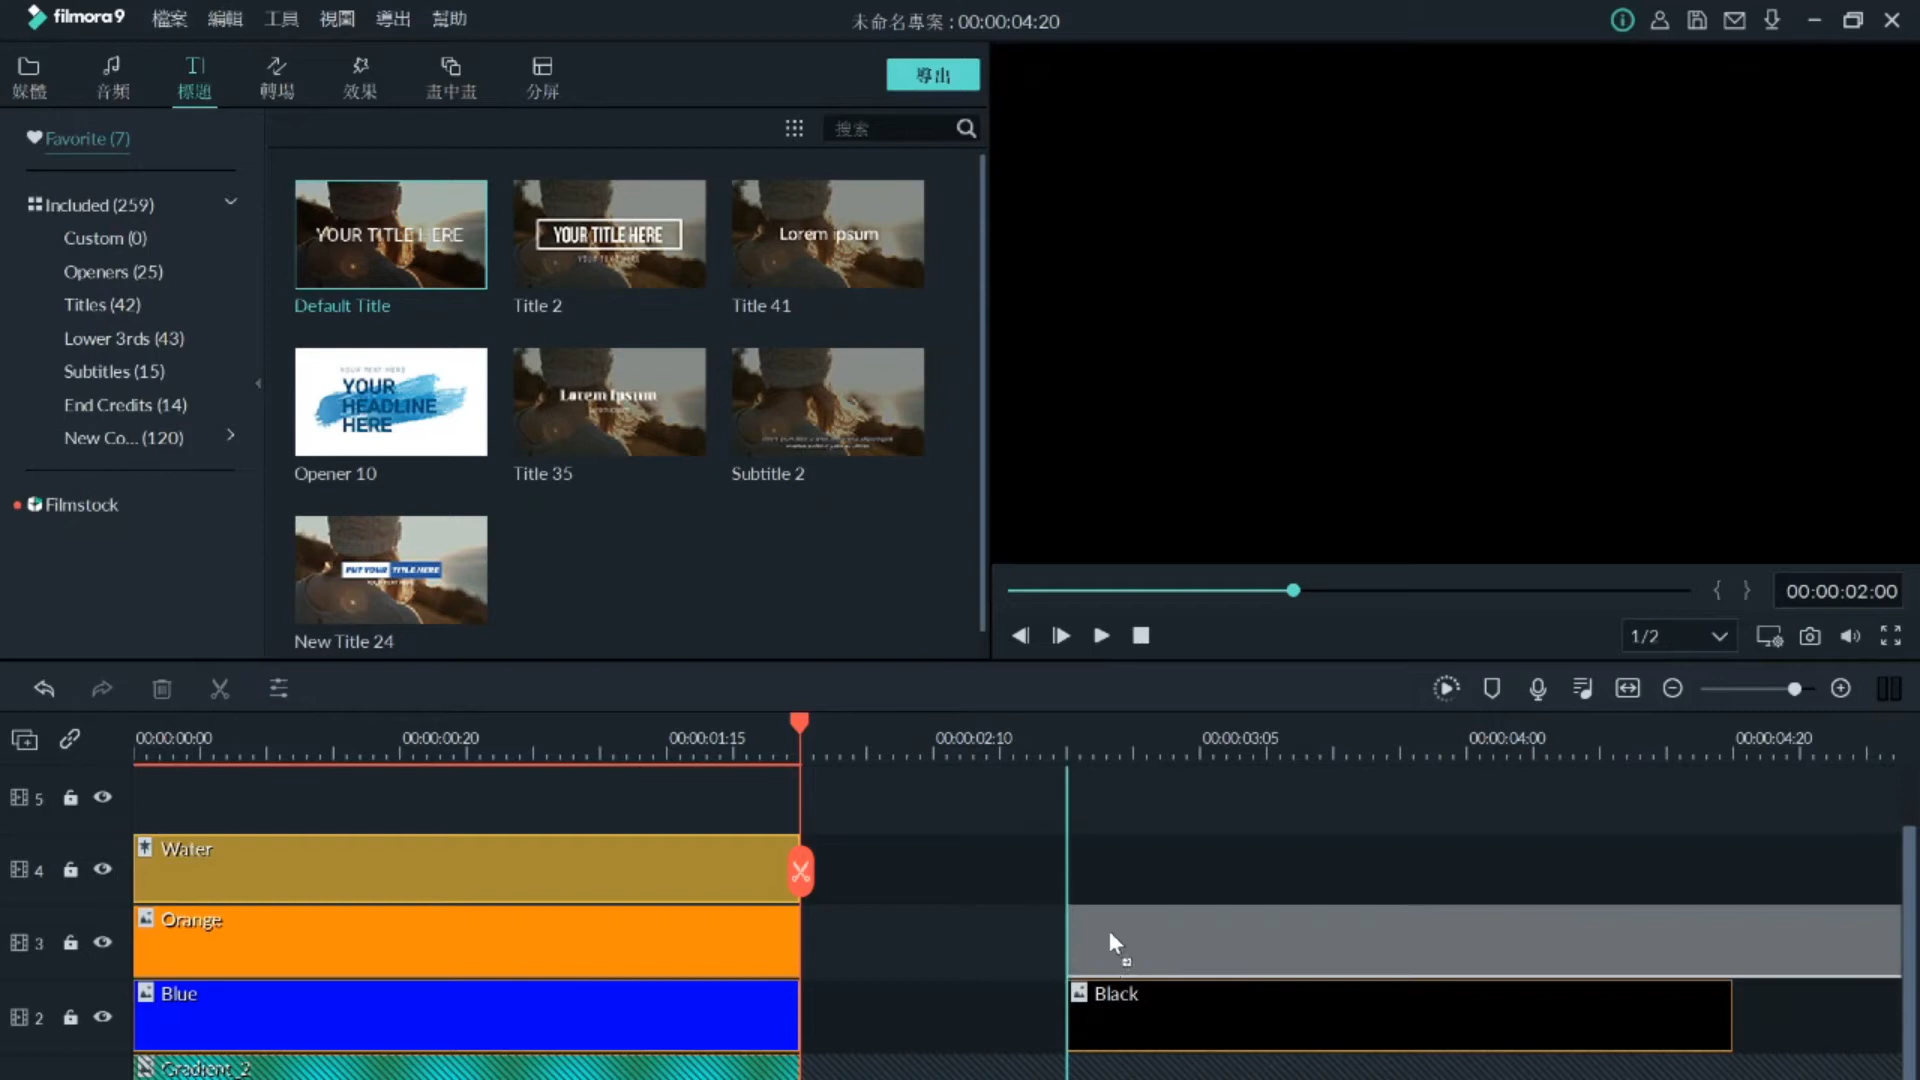 filmora9 檔案 編輯 工具 視圖 導出 幫助 未命名專案 : 00:00:04:20
媒體 音頻 標題 轉場 效果 畫中畫 分屏 導出
Favorite (7)
搜索
Included (259)
Custom (0)
Openers (25)
Titles (42)
Lower 3rds (43)
Subtitles (15)
End Credits (14)
New Co... (120)
Filmstock
YOUR TITLE HERE
Default Title
YOUR TITLE HERE
YOUR TEXT HERE
Title 2
Lorem ipsum
Title 41
YOUR TEXT HERE
YOUR
HEADLINE
HERE
Opener 10
Lorem Ipsum
Title 35
Subtitle 2
PUT YOUR TITLE HERE
New Title 24
{ } 00:00:02:00
1/2
00:00:00:00 00:00:00:20 00:00:01:15 00:00:02:10 00:00:03:05 00:00:04:00 00:00:04:20
5
4 Water
3 Orange
2 Blue Black
Gradient_2